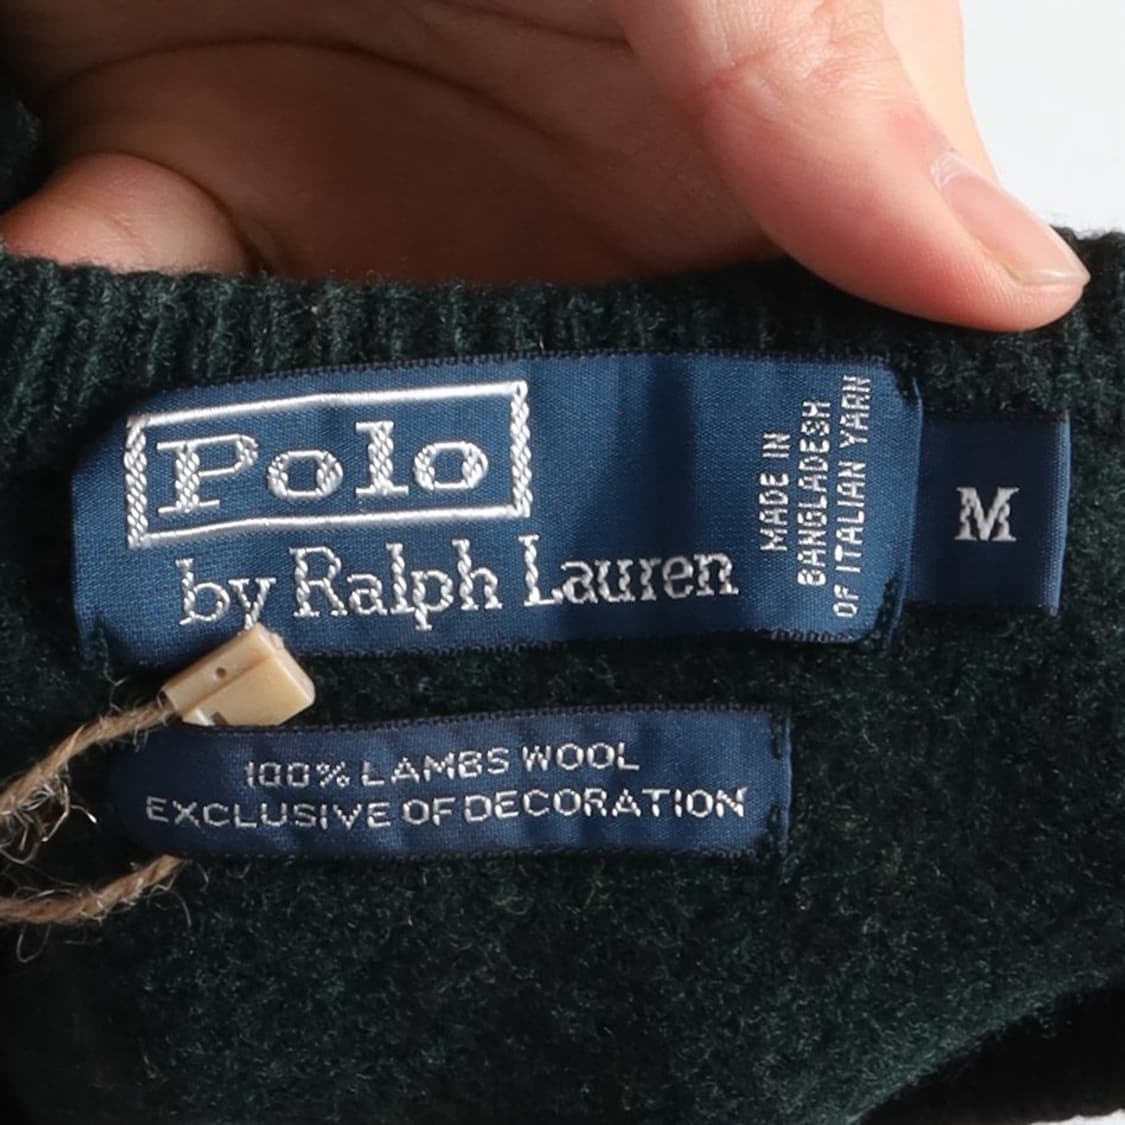 Polo
by Ralph Lauren
MADE IN
BANGLADESH
OF ITALIAN YARN
M
100% LAMBS WOOL
EXCLUSIVE OF DECORATION